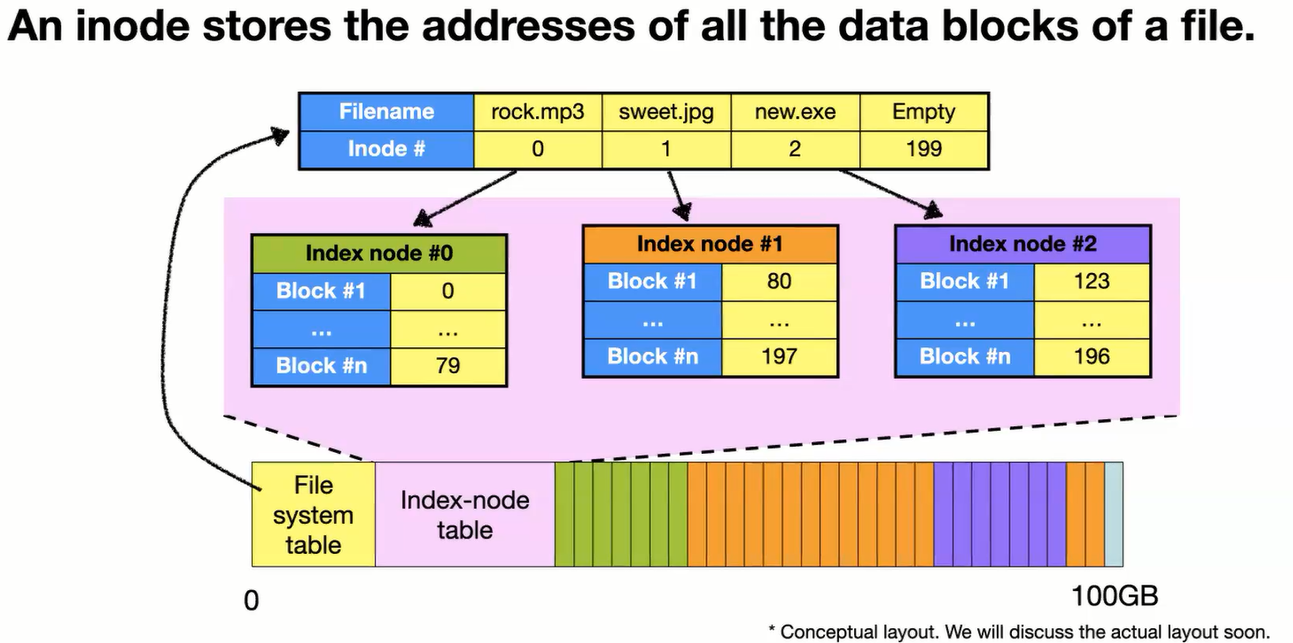 An inode stores the addresses of all the data blocks of a file.
Filename rock.mp3 sweet.jpg new.exe Empty
Inode # 0 1 2 199
Index node #0
Block #1 0
... ...
Block #n 79
Index node #1
Block #1 80
... ...
Block #n 197
Index node #2
Block #1 123
... ...
Block #n 196
File
system
table
Index-node
table
0
100GB
* Conceptual layout. We will discuss the actual layout soon.